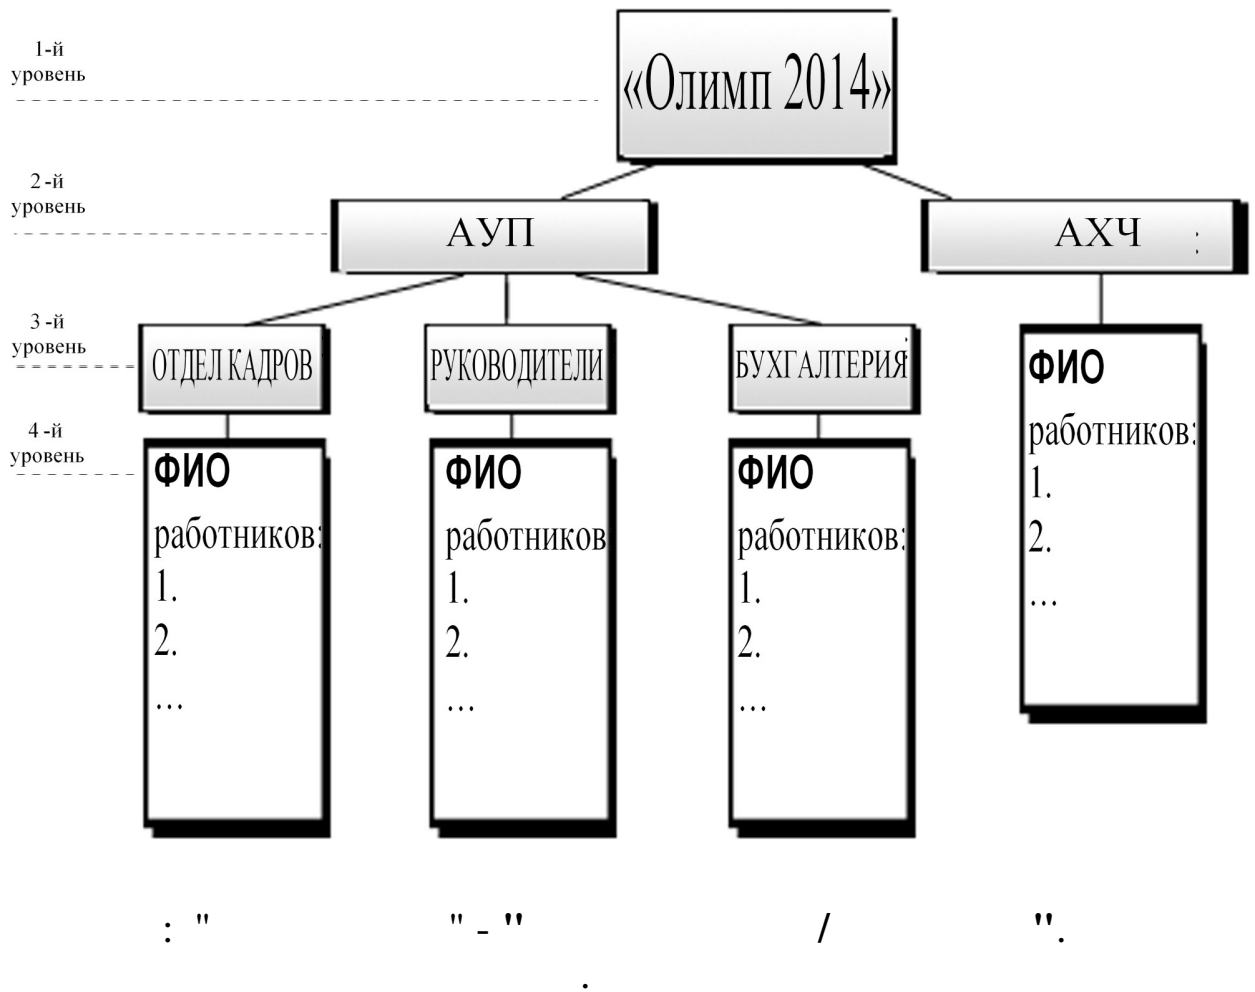 1-й
уровень
«Олимп 2014»
2-й
уровень
АУП
АХЧ :
3-й
уровень
ОТДЕЛ КАДРОВ
РУКОВОДИТЕЛИ
БУХГАЛТЕРИЯ
4-й
уровень
ФИО
работников:
1.
2.
...
ФИО
работников
1.
2.
...
ФИО
работников:
1.
2.
...
ФИО
работников:
1.
2.
...
: " " - " / ".
.